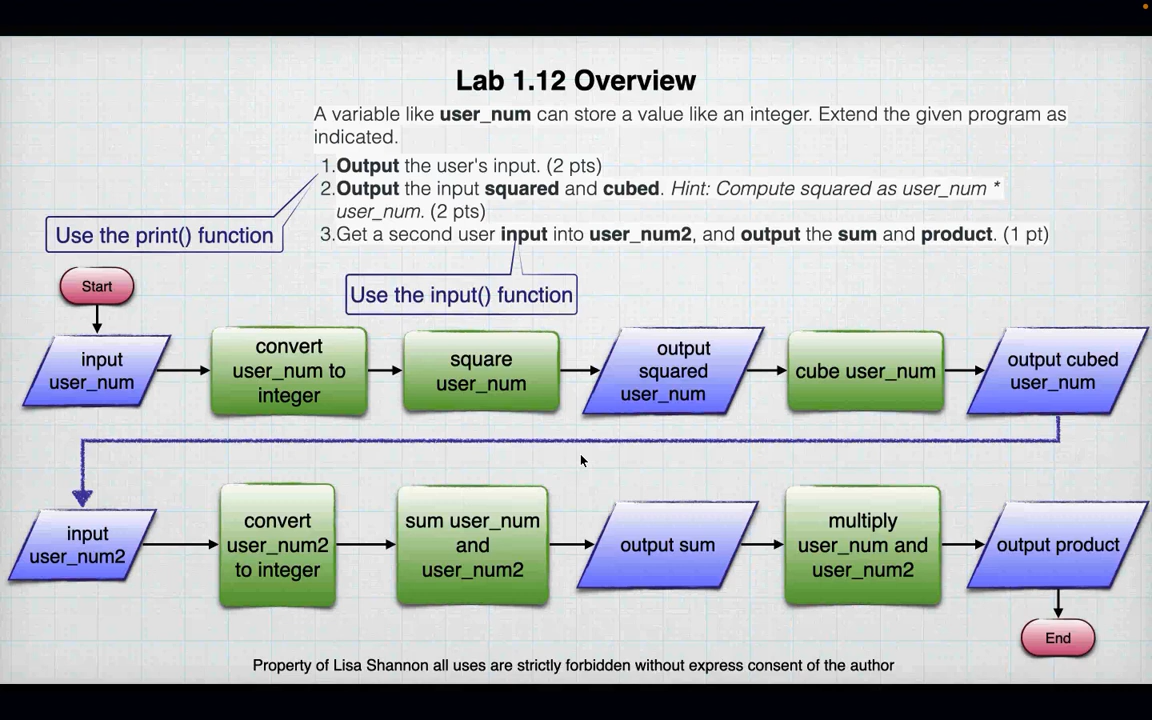 Lab 1.12 Overview
A variable like user_num can store a value like an integer. Extend the given program as
indicated.
1.Output the user's input. (2 pts)
2.Output the input squared and cubed. Hint: Compute squared as user_num *
user_num. (2 pts)
3.Get a second user input into user_num2, and output the sum and product. (1 pt)
Use the print() function
Use the input() function
Start
input
user_num
convert
user_num to
integer
square
user_num
output
squared
user_num
cube user_num
output cubed
user_num
input
user_num2
convert
user_num2
to integer
sum user_num
and
user_num2
output sum
multiply
user_num and
user_num2
output product
End
Property of Lisa Shannon all uses are strictly forbidden without express consent of the author